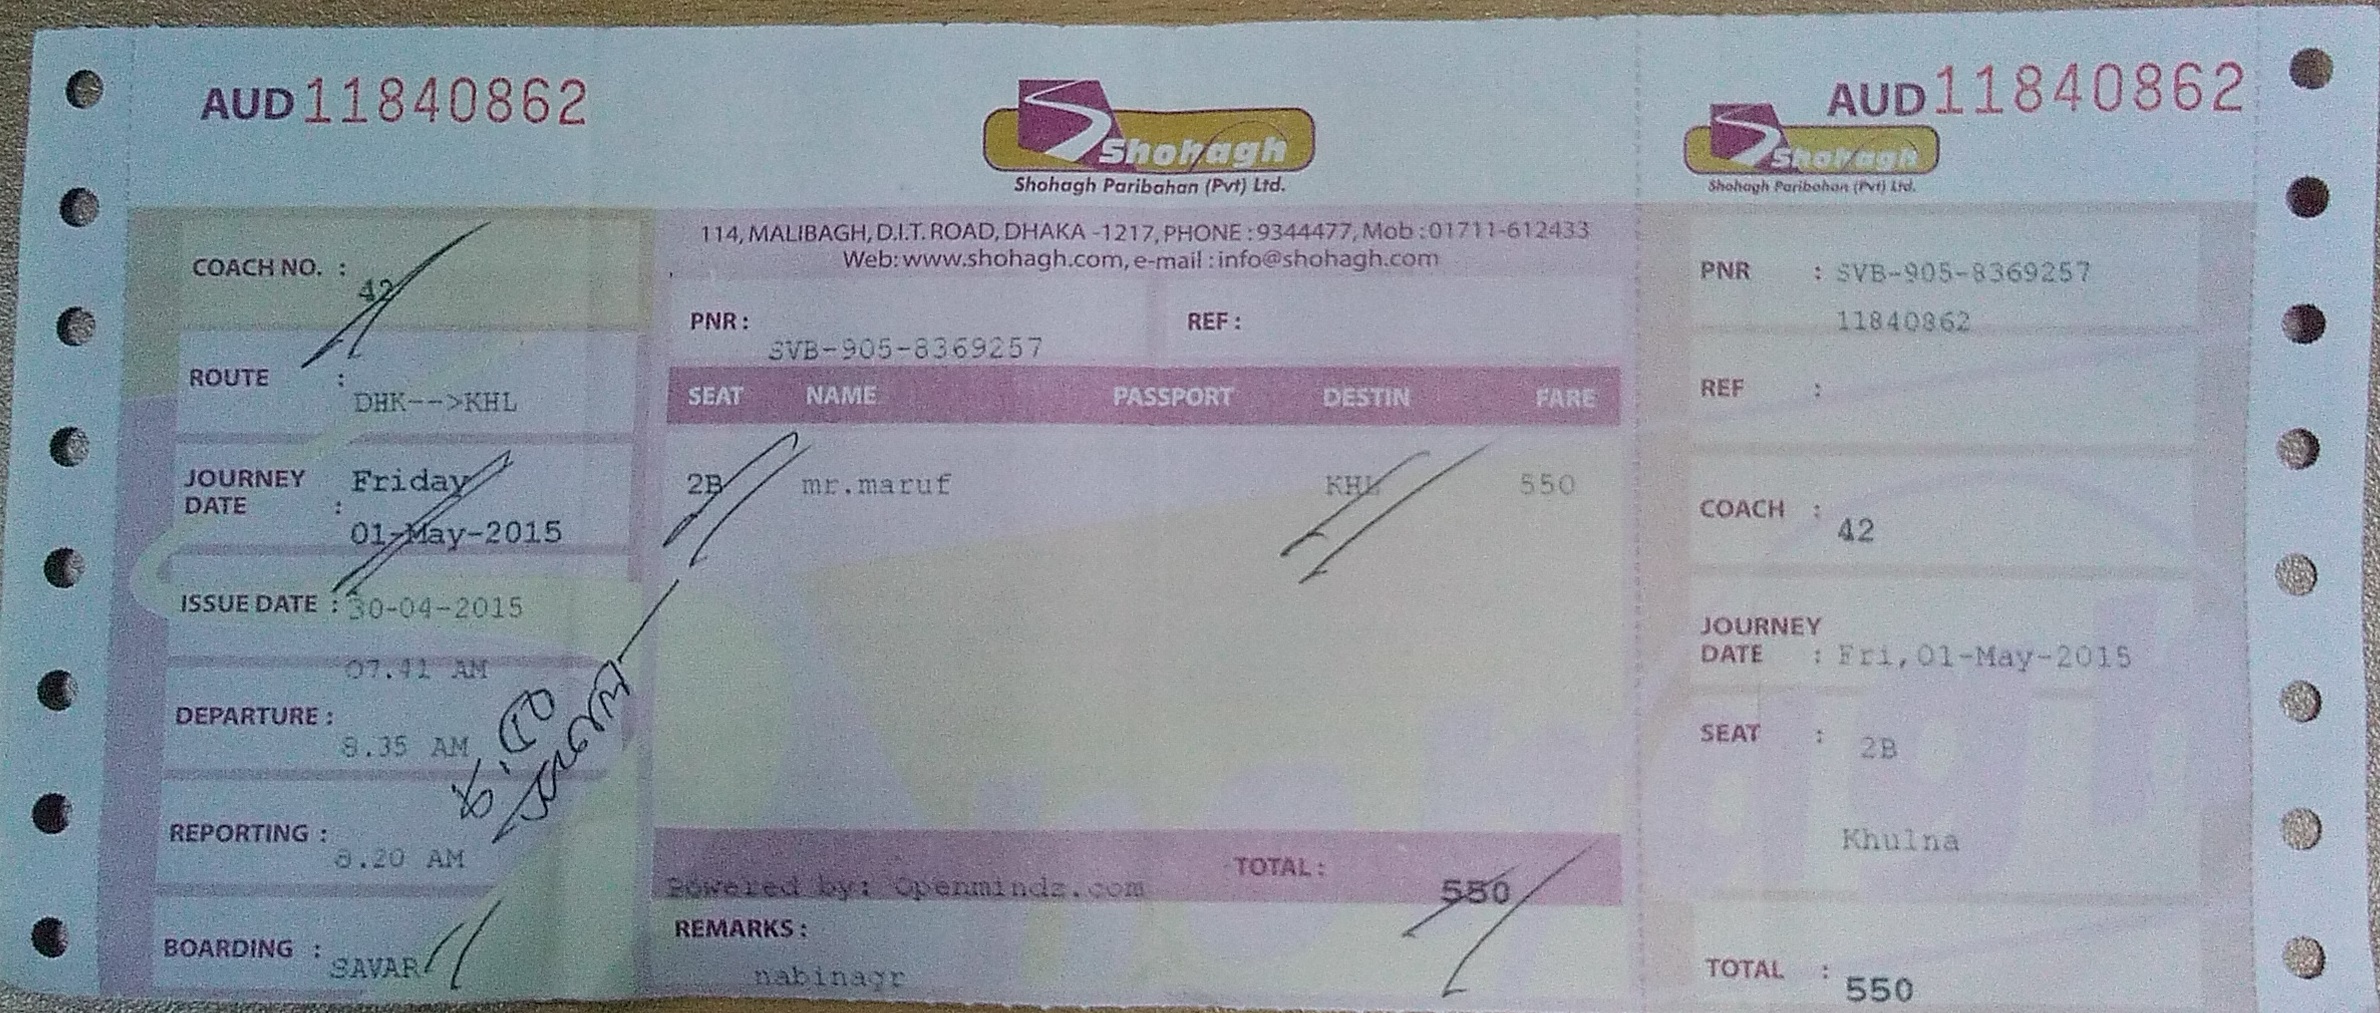 AUD 11840862
Shohagh
Shohagh Paribahan (Pvt) Ltd.
COACH NO. :
42
ROUTE :
DHK-->KHL
JOURNEY DATE : Friday
01-May-2015
ISSUE DATE : 30-04-2015
07.41 AM
DEPARTURE :
8.35 AM
REPORTING :
8.20 AM
BOARDING : SAVAR
114, MALIBAGH, D.I.T. ROAD, DHAKA -1217, PHONE : 9344477, Mob : 01711-612433
Web: www.shohagh.com, e-mail : info@shohagh.com
PNR :
SVB-905-8369257
REF :
SEAT NAME PASSPORT DESTIN FARE
2B mr.maruf KHL 550
TOTAL :
Powered by: Openmindz.com 550
REMARKS :
nabinagr
AUD 11840862
Shohagh
Shohagh Paribahan (Pvt) Ltd.
PNR : SVB-905-8369257
11840862
REF :
COACH : 42
JOURNEY
DATE : Fri,01-May-2015
SEAT : 2B
Khulna
TOTAL : 550